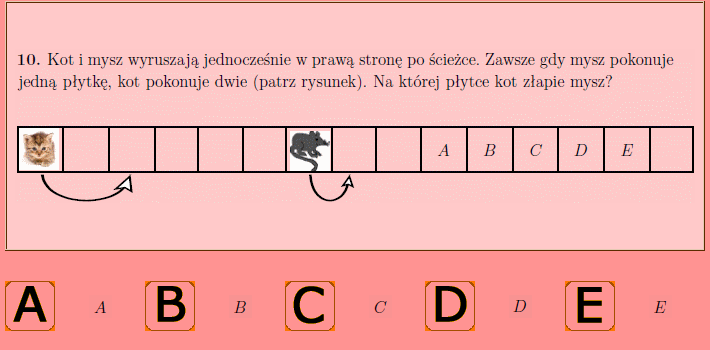 10. Kot i mysz wyruszają jednocześnie w prawą stronę po ścieżce. Zawsze gdy mysz pokonuje
jedną płytkę, kot pokonuje dwie (patrz rysunek). Na której płytce kot złapie mysz?
A B C D E
A A B B C C D D E E